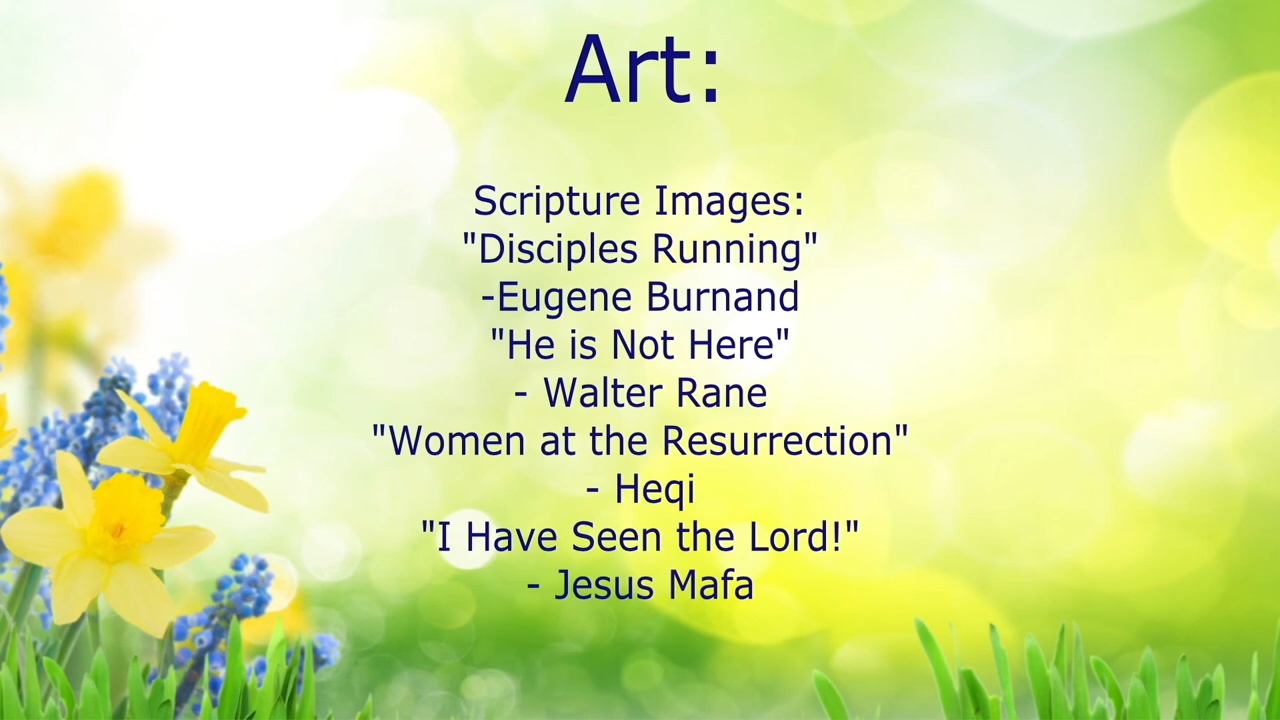 Art:
Scripture Images:
"Disciples Running"
-Eugene Burnand
"He is Not Here"
- Walter Rane
"Women at the Resurrection"
- Heqi
"I Have Seen the Lord!"
- Jesus Mafa